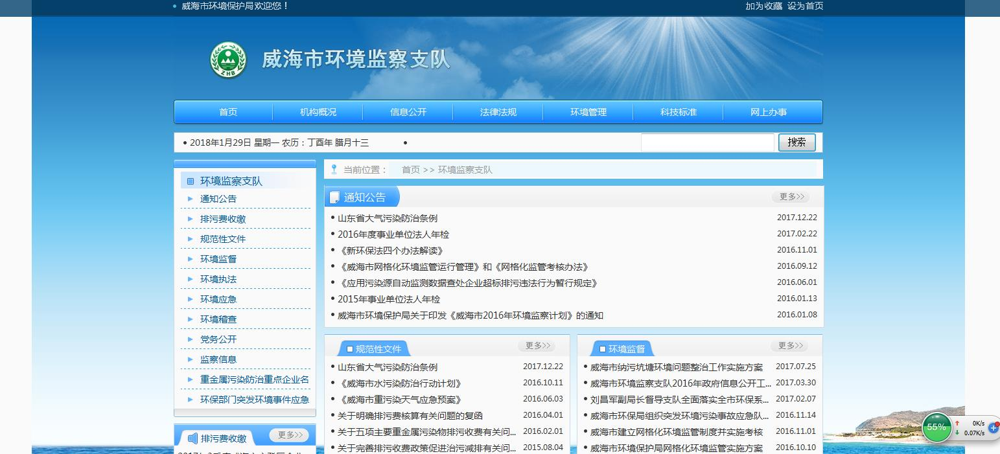 威海市环境保护局欢迎您！
加为收藏 设为首页
ZHB
威海市环境监察支队
首页 机构概况 信息公开 法律法规 环境管理 科技标准 网上办事
2018年1月29日 星期一 农历：丁酉年 腊月十三
搜索
环境监察支队
通知公告
排污费收缴
规范性文件
环境监督
环境执法
环境应急
环境稽查
党务公开
监察信息
重金属污染防治重点企业名
环保部门突发环境事件应急
排污费收缴 更多>>
当前位置： 首页 >> 环境监察支队
通知公告 更多>>
山东省大气污染防治条例 2017.12.22
2016年度事业单位法人年检 2017.02.22
《新环保法四个办法解读》 2016.11.01
《威海市网格化环境监管运行管理》和《网格化监管考核办法》 2016.09.12
《应用污染源自动监测数据查处企业超标排污违法行为暂行规定》 2016.06.01
2015年事业单位法人年检 2016.01.13
威海市环境保护局关于印发《威海市2016年环境监察计划》的通知 2016.01.08
规范性文件 更多>>
山东省大气污染防治条例 2017.12.22
《威海市水污染防治行动计划》 2016.10.11
《威海市重污染天气应急预案》 2016.06.03
关于明确排污费核算有关问题的复函 2016.04.01
关于五项主要重金属污染物排污收费有关问... 2016.02.01
关于完善排污收费政策促进治污减排有关问... 2015.08.04
环境监督 更多>>
威海市纳污坑塘环境问题整治工作实施方案 2017.07.25
威海市环境监察支队2016年政府信息公开工... 2017.03.30
刘昌军副局长督导支队全面落实全市环保系... 2017.02.07
威海市环保局组织突发环境污染事故应急队... 2016.11.14
威海市建立网格化环境监管制度并实施考核 2016.11.01
威海市环境保护局网格化环境监管实施方案 2016.10.10
55%
0K/s
0.07K/s